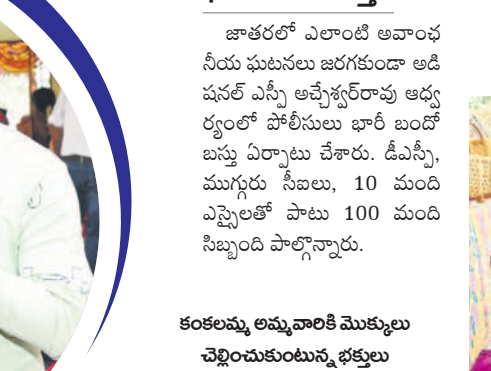 జాతరలో ఎలాంటి అవాంఛ
నీయ ఘటనలు జరగకుండా అడి
షనల్ ఎస్పీ అచ్చేశ్వర్‌రావు ఆధ్వ
ర్యంలో పోలీసులు భారీ బందో
బస్తు ఏర్పాటు చేశారు. డీఎస్పీ,
ముగ్గురు సీఐలు, 10 మంది
ఎస్సైలతో పాటు 100 మంది
సిబ్బంది పాల్గొన్నారు.
కంకలమ్మ అమ్మవారికి మొక్కులు
చెల్లించుకుంటున్న భక్తులు